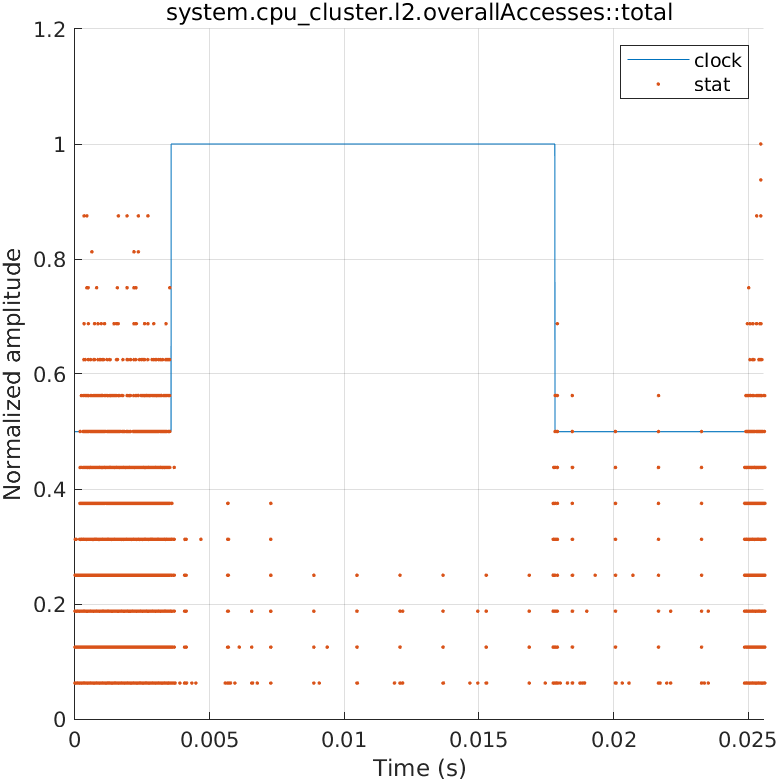 system.cpu_cluster.l2.overallAccesses::total
1.2
1
0.8
0.6
0.4
0.2
0
Normalized amplitude
clock
stat
0 0.005 0.01 0.015 0.02 0.025
Time (s)